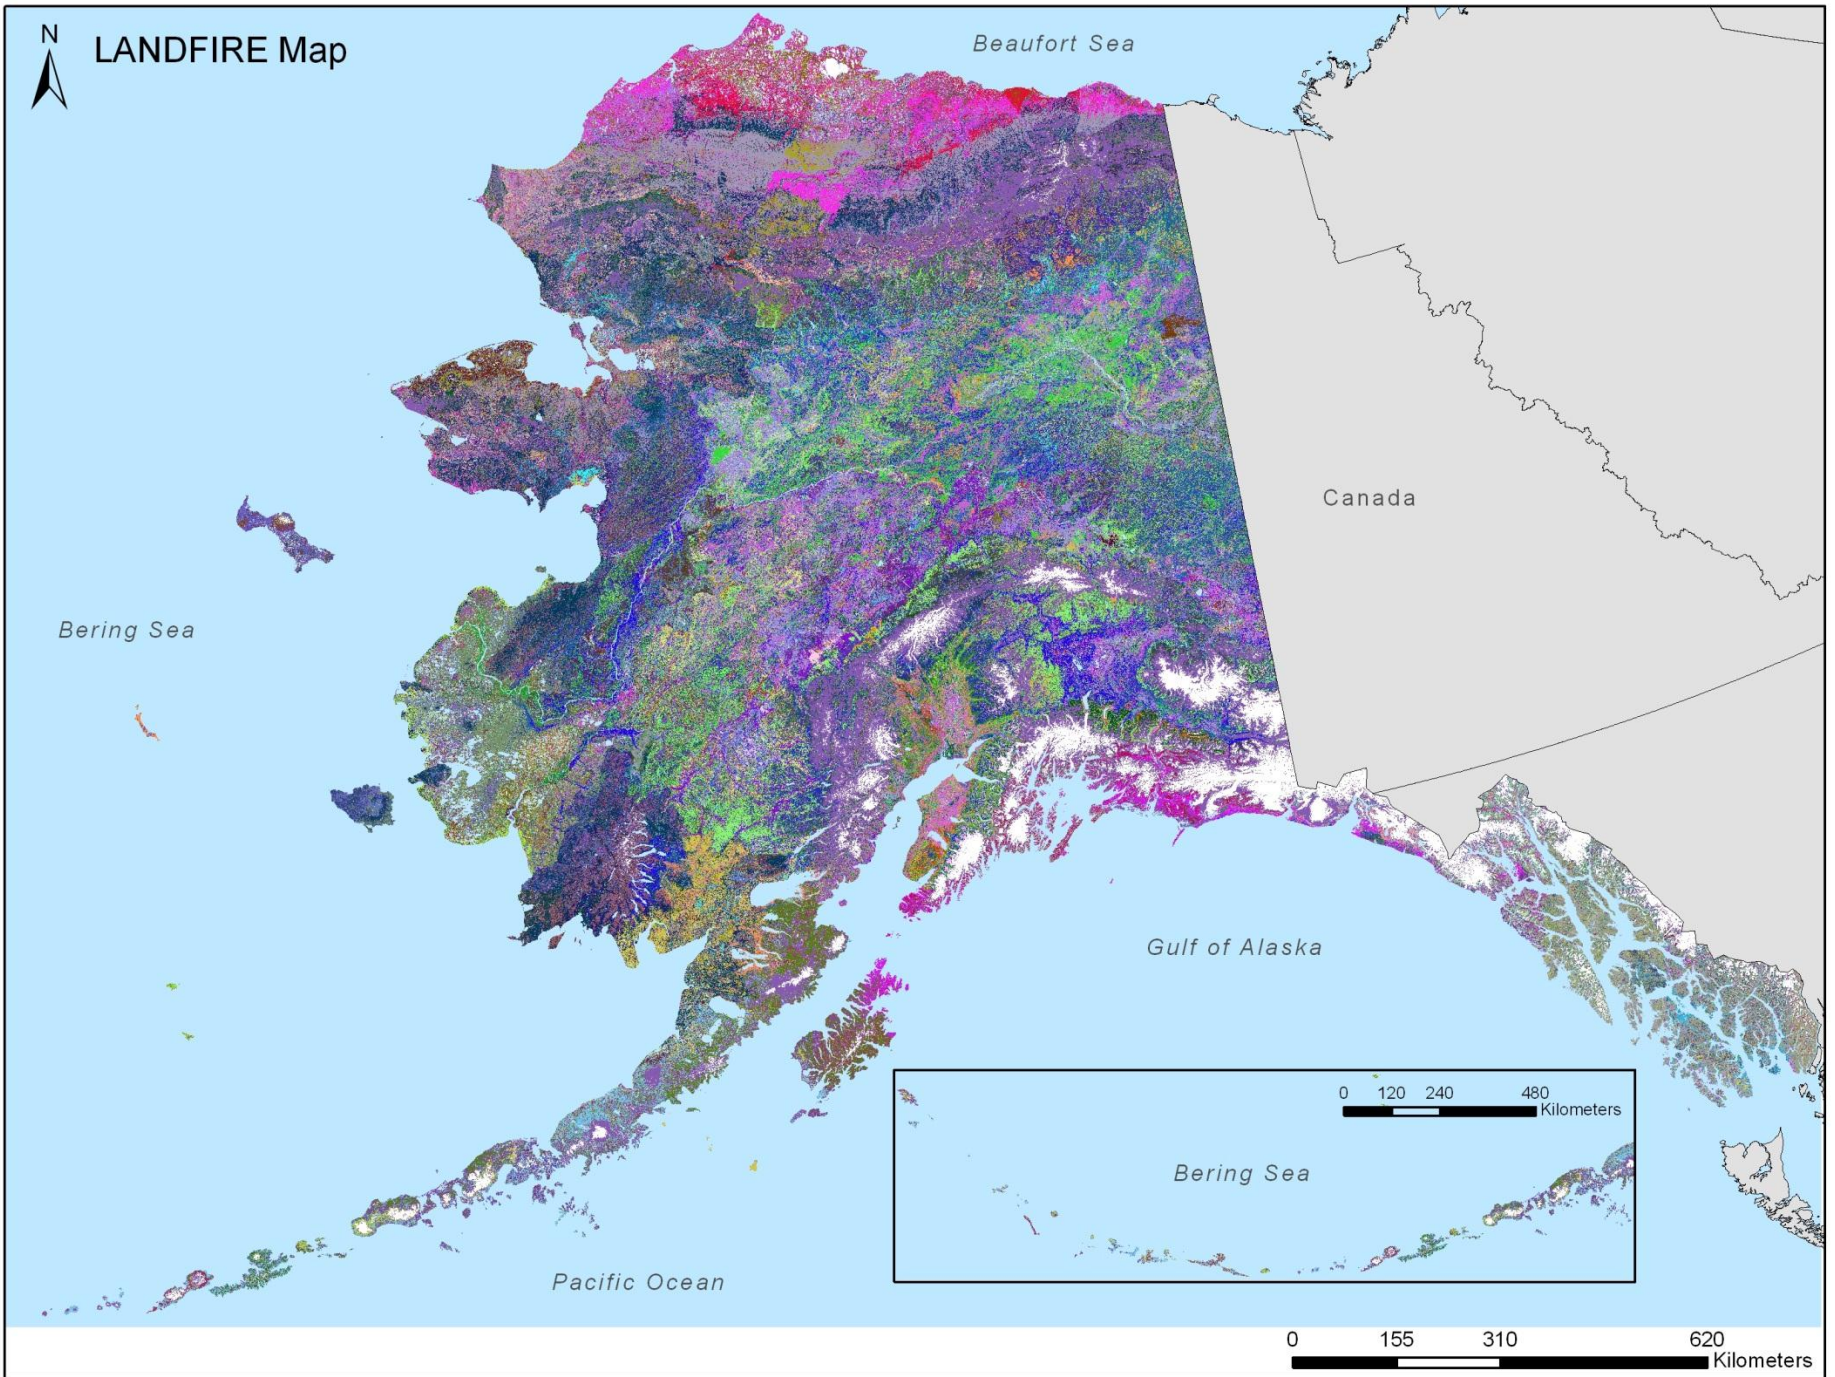 N
LANDFIRE Map
Beaufort Sea
Canada
Bering Sea
Gulf of Alaska
0 120 240 480
Kilometers
Bering Sea
Pacific Ocean
0 155 310 620
Kilometers